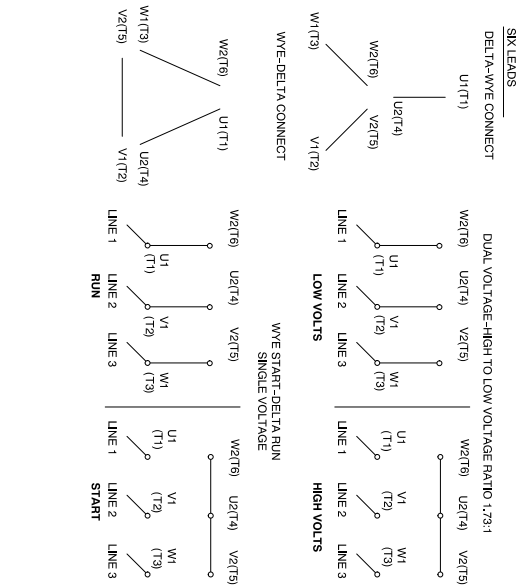 SIX LEADS
DELTA-WYE CONNECT
U1(T1)
U2(T4)
W2(T6)
V2(T5)
W1(T3)
V1(T2)
WYE-DELTA CONNECT
W2(T6)
U1(T1)
W1(T3)
V2(T5)
U2(T4)
V1(T2)
DUAL VOLTAGE-HIGH TO LOW VOLTAGE RATIO 1.73:1
W2(T6) U2(T4) V2(T5)
U1 V1 W1
(T1) (T2) (T3)
LINE 1 LINE 2 LINE 3
LOW VOLTS
W2(T6) U2(T4) V2(T5)
U1 V1 W1
(T1) (T2) (T3)
LINE 1 LINE 2 LINE 3
HIGH VOLTS
WYE START-DELTA RUN
SINGLE VOLTAGE
W2(T6) U2(T4) V2(T5)
U1 V1 W1
(T1) (T2) (T3)
LINE 1 LINE 2 LINE 3
RUN
W2(T6) U2(T4) V2(T5)
U1 V1 W1
(T1) (T2) (T3)
LINE 1 LINE 2 LINE 3
START